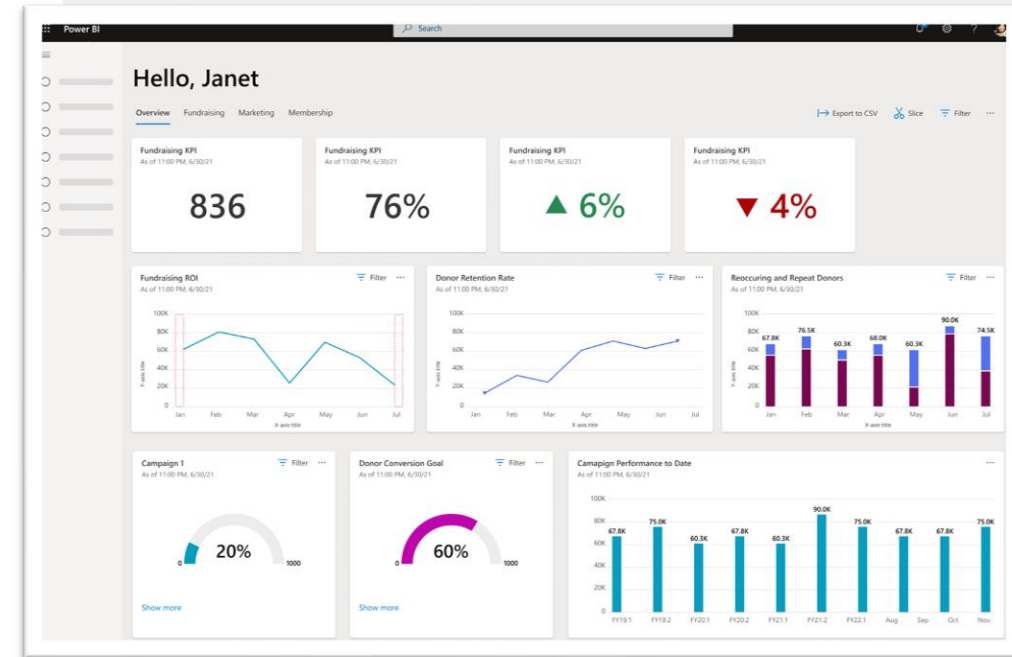 Power BI
Search
?
Hello, Janet
Overview Fundraising Marketing Membership
Export to CSV Slice Filter ...
Fundraising KPI
As of 11:00 PM, 6/30/21
836
Fundraising KPI
As of 11:00 PM, 6/30/21
76%
Fundraising KPI
As of 11:00 PM, 6/30/21
▲ 6%
Fundraising KPI
As of 11:00 PM, 6/30/21
▼ 4%
Fundraising ROI
Filter ...
As of 11:00 PM, 6/30/21
100K
80K
60K
40K
20K
0
Y-axis title
Jan Feb Mar Apr May Jun Jul
X-axis title
Donor Retention Rate
Filter ...
As of 11:00 PM, 6/30/21
100K
80K
60K
40K
20K
0
Y-axis title
Jan Feb Mar Apr May Jun Jul
X-axis title
Reoccuring and Repeat Donors
Filter ...
As of 11:00 PM, 6/30/21
100K
80K
60K
40K
20K
0
Y-axis title
67.8K 76.5K 60.3K 68.0K 60.3K 90.0K 74.5K
Jan Feb Mar Apr May Jun Jul
X-axis title
Campaign 1
Filter ...
As of 11:00 PM, 6/30/21
20%
0 1000
Show more
Donor Conversion Goal
Filter ...
As of 11:00 PM, 6/30/21
60%
0 1000
Show more
Camapign Performance to Date
...
As of 11:00 PM, 6/30/21
100K
80K
60K
40K
20K
0
67.8K 75.0K 60.3K 67.8K 60.3K 90.0K 75.0K 67.8K 67.8K 75.0K
FY19.1 FY19.2 FY20.1 FY20.2 FY21.1 FY21.2 FY22.1 Aug Sep Oct Nov